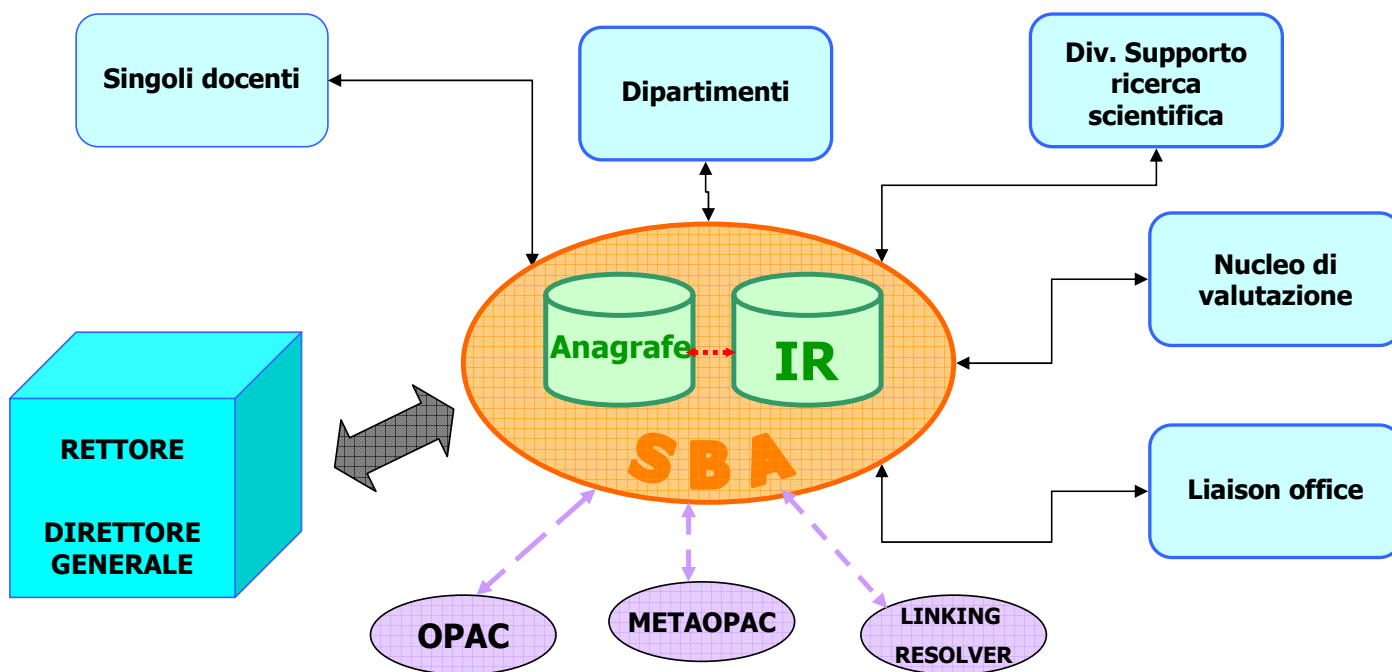 Singoli docenti
Dipartimenti
Div. Supporto
ricerca
scientifica
Nucleo di
valutazione
Anagrafe
IR
RETTORE
DIRETTORE
GENERALE
SBA
Liaison office
OPAC
METAOPAC
LINKING
RESOLVER